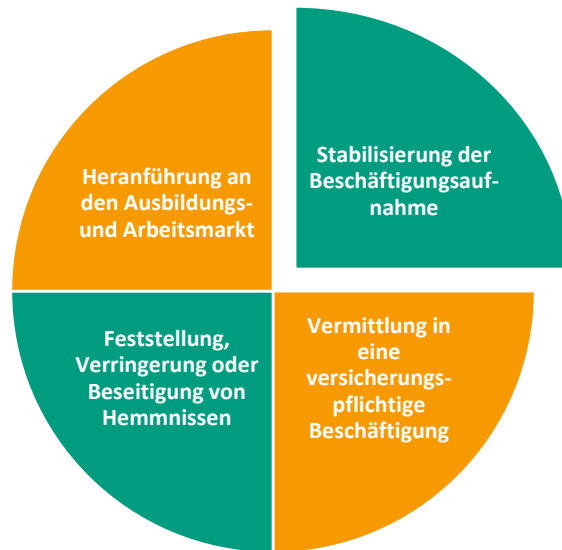 Stabilisierung der
Beschäftigungsauf-
nahme
Heranführung an
den Ausbildungs-
und Arbeitsmarkt
Feststellung,
Verringerung oder
Beseitigung von
Hemmnissen
Vermittlung in
eine
versicherungs-
pflichtige
Beschäftigung